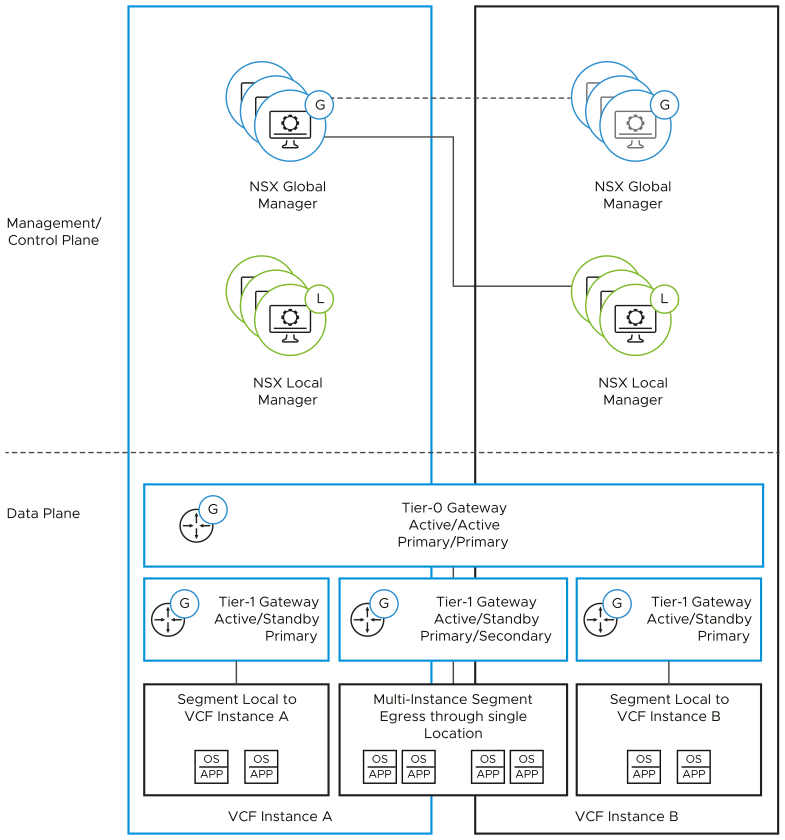 G
G
NSX Global
Manager
NSX Global
Manager
Management/
Control Plane
L
L
NSX Local
Manager
NSX Local
Manager
Data Plane
G
Tier-0 Gateway
Active/Active
Primary/Primary
G
Tier-1 Gateway
Active/Standby
Primary
G
Tier-1 Gateway
Active/Standby
Primary/Secondary
G
Tier-1 Gateway
Active/Standby
Primary
Segment Local to
VCF Instance A
OS
APP
OS
APP
Multi-Instance Segment
Egress through single
Location
OS
APP
OS
APP
OS
APP
OS
APP
Segment Local to
VCF Instance B
OS
APP
OS
APP
VCF Instance A
VCF Instance B